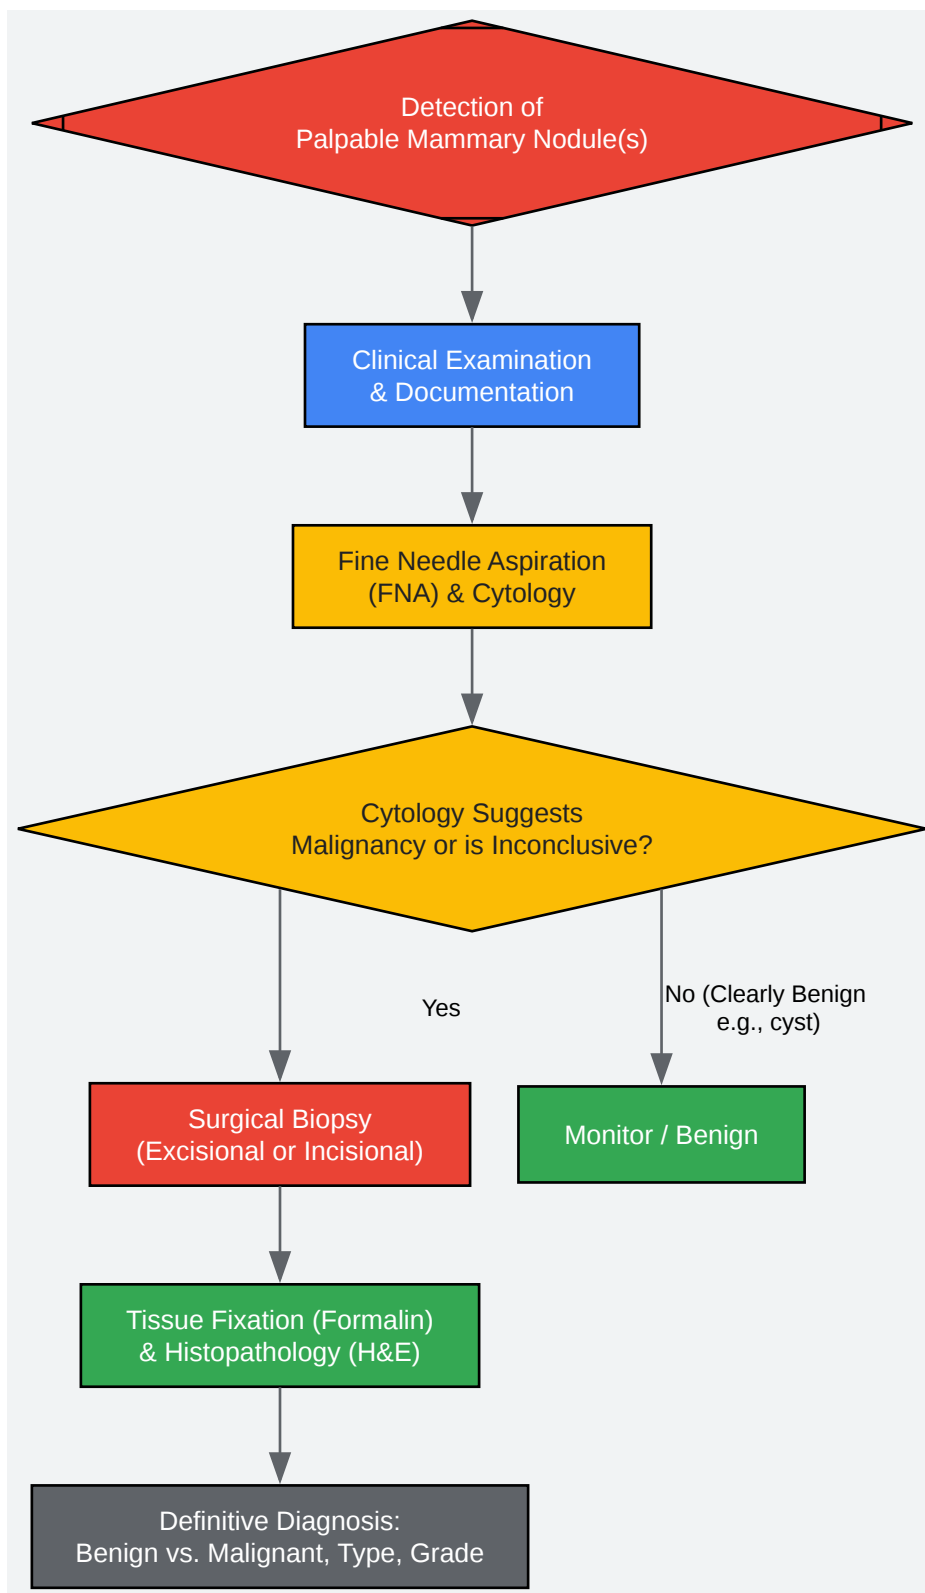 Detection of
Palpable Mammary Nodule(s)
Clinical Examination
& Documentation
Fine Needle Aspiration
(FNA) & Cytology
Cytology Suggests
Malignancy or is Inconclusive?
Yes
No (Clearly Benign
e.g., cyst)
Surgical Biopsy
(Excisional or Incisional)
Monitor / Benign
Tissue Fixation (Formalin)
& Histopathology (H&E)
Definitive Diagnosis:
Benign vs. Malignant, Type, Grade